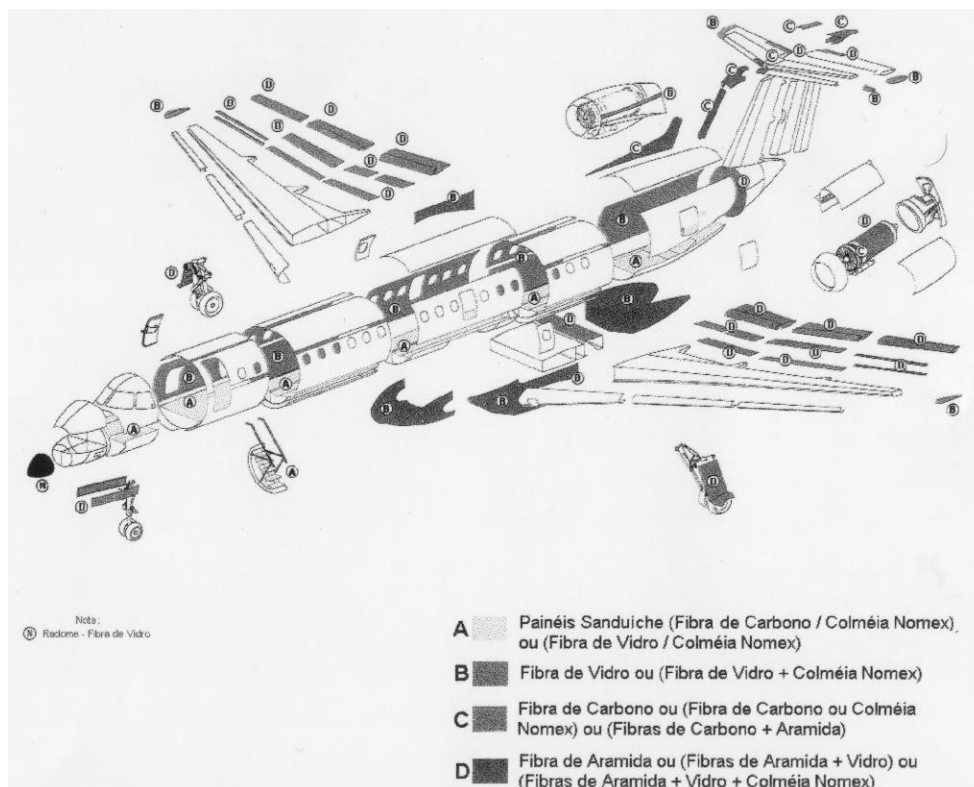 B
C
C
D
D
B
D
D
D
D
D
D
D
B
C
D
C
D
B
B
C
B
D
B
D
C
A
B
D
B
A
B
A
B
A
B
A
A
B
B
B
D
D
D
D
D
D
D
D
B
D
A
N
D
Nota:
N Radome - Fibra de Vidro
A Painéis Sanduiche (Fibra de Carbono / Colméia Nomex)
ou (Fibra de Vidro / Colméia Nomex)
B Fibra de Vidro ou (Fibra de Vidro + Colméia Nomex)
C Fibra de Carbono ou (Fibra de Carbono ou Colméia
Nomex) ou (Fibras de Carbono + Aramida)
D Fibra de Aramida ou (Fibras de Aramida + Vidro) ou
(Fibras de Aramida + Vidro + Colméia Nomex)